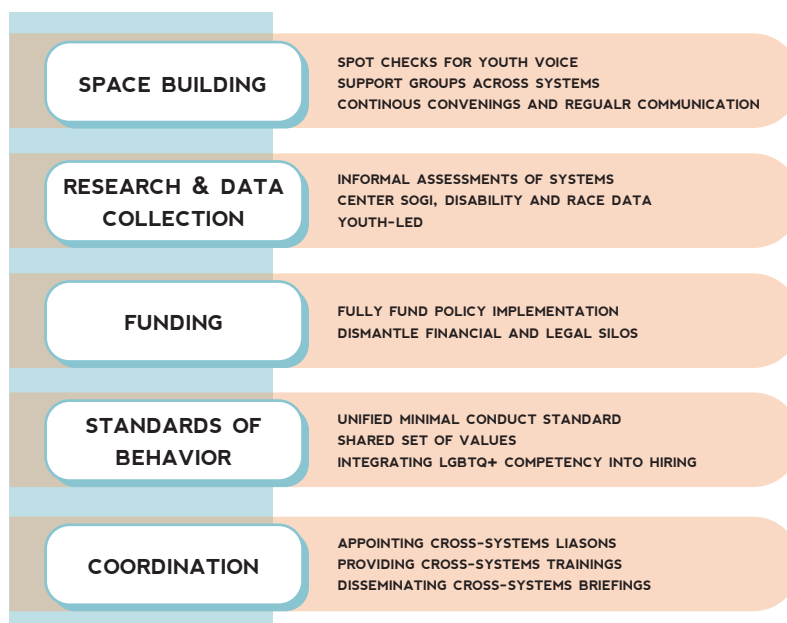 SPACE BUILDING
SPOT CHECKS FOR YOUTH VOICE
SUPPORT GROUPS ACROSS SYSTEMS
CONTINOUS CONVENINGS AND REGUALR COMMUNICATION
RESEARCH & DATA
COLLECTION
INFORMAL ASSESSMENTS OF SYSTEMS
CENTER SOGI, DISABILITY AND RACE DATA
YOUTH-LED
FUNDING
FULLY FUND POLICY IMPLEMENTATION
DISMANTLE FINANCIAL AND LEGAL SILOS
STANDARDS OF
BEHAVIOR
UNIFIED MINIMAL CONDUCT STANDARD
SHARED SET OF VALUES
INTEGRATING LGBTQ+ COMPETENCY INTO HIRING
COORDINATION
APPOINTING CROSS-SYSTEMS LIASONS
PROVIDING CROSS-SYSTEMS TRAININGS
DISSEMINATING CROSS-SYSTEMS BRIEFINGS